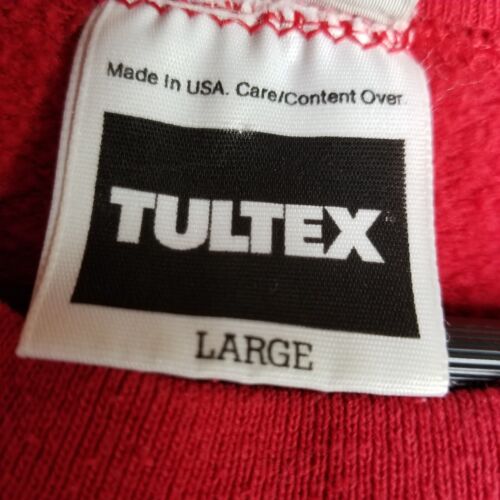 Made In USA. Care/Content Over.
TULTEX
LARGE